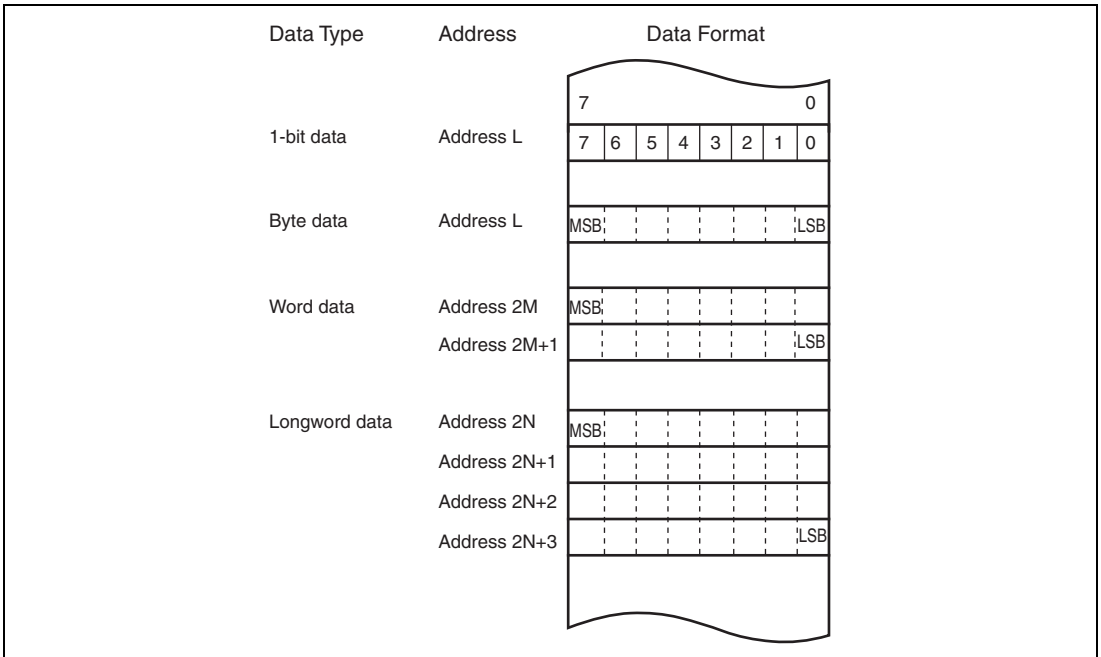 Data Type Address Data Format
7 0
1-bit data Address L 7 6 5 4 3 2 1 0
Byte data Address L MSB LSB
Word data Address 2M MSB
Address 2M+1 LSB
Longword data Address 2N MSB
Address 2N+1
Address 2N+2
Address 2N+3 LSB